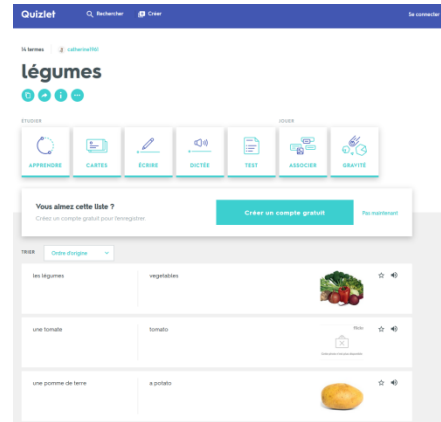 Quizlet Rechercher Créer Se connecter
14 termes
légumes
ÉTUDIER JOUER
APPRENDRE CARTES ÉCRIRE DICTÉE TEST ASSOCIER GRAVITÉ
Vous aimez cette liste ?
Créez un compte gratuit pour l'enregistrer
Créer un compte gratuit Pas maintenant
TRIER Ordre d'origine
les légumes vegetables
une tomate tomato
flickr
une pomme de terre a potato